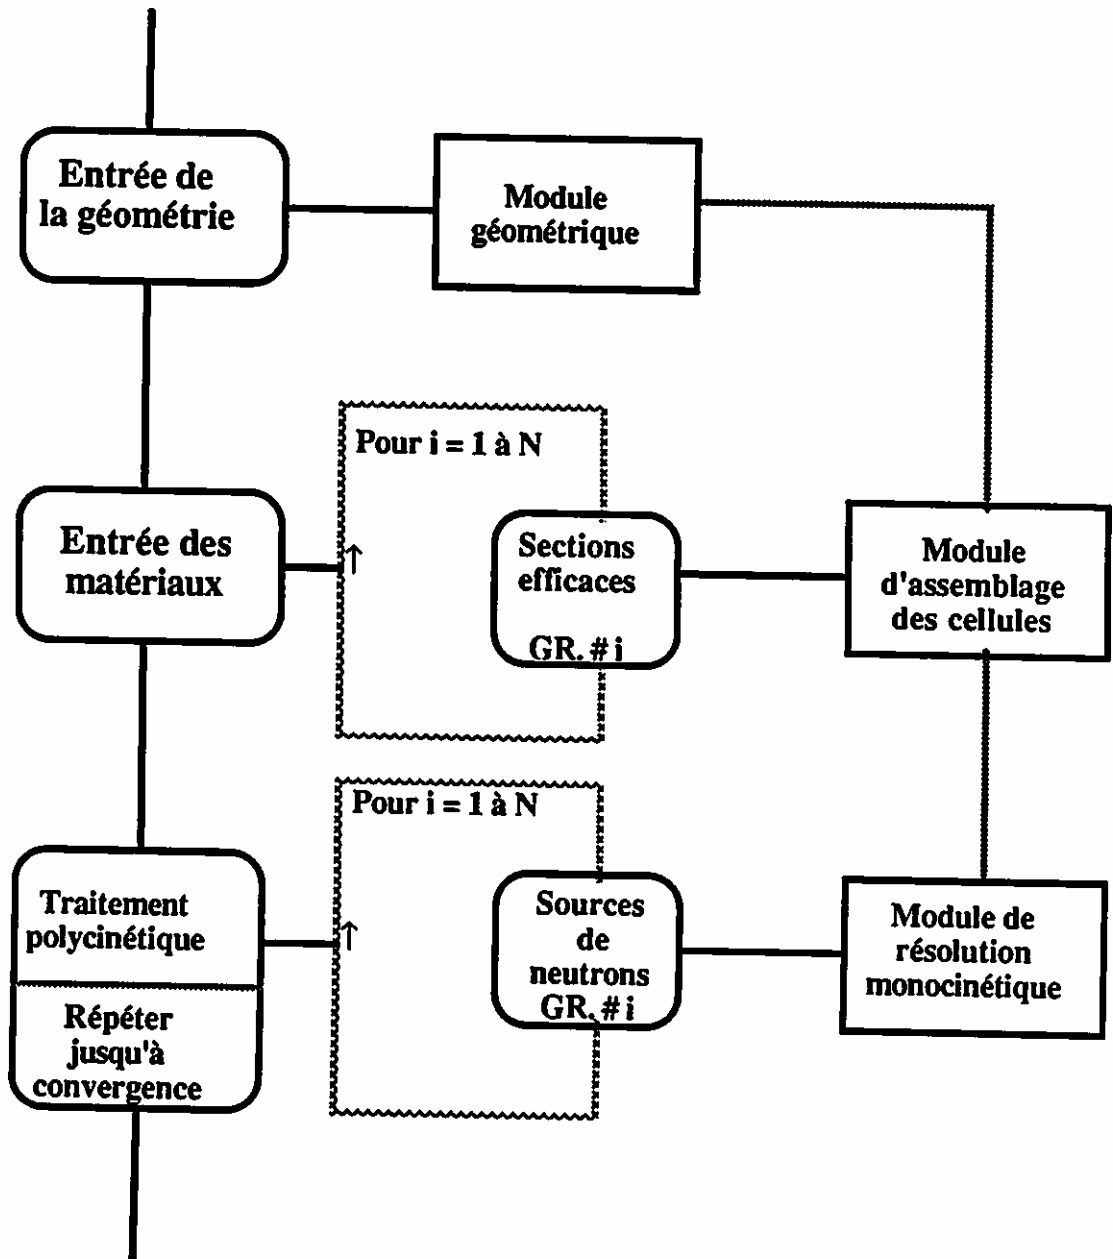 Entrée de
la géométrie
Module
géométrique
Pour i = 1 à N
Entrée des
matériaux
↑
Sections
efficaces
GR. # i
Module
d'assemblage
des cellules
Pour i = 1 à N
Traitement
polycinétique
↑
Sources
de
neutrons
GR. # i
Module de
résolution
monocinétique
Répéter
jusqu'à
convergence